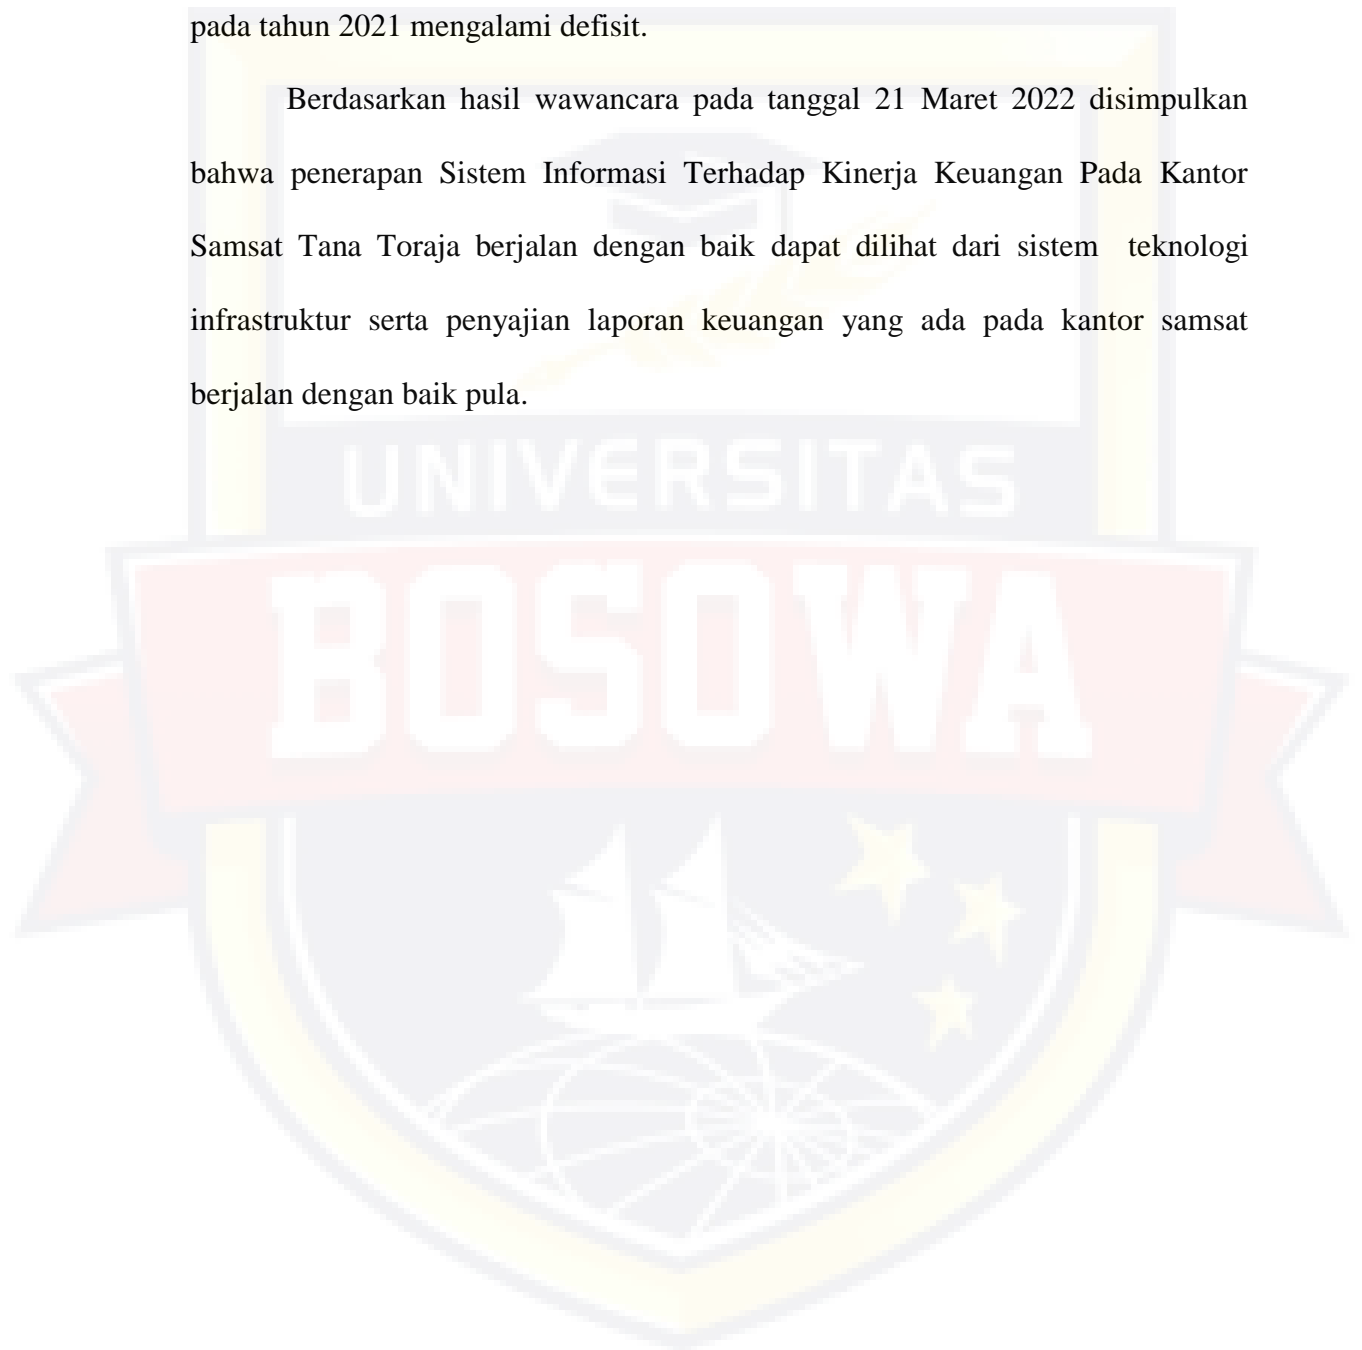 pada tahun 2021 mengalami defisit.
Berdasarkan hasil wawancara pada tanggal 21 Maret 2022 disimpulkan
bahwa penerapan Sistem Informasi Terhadap Kinerja Keuangan Pada Kantor
Samsat Tana Toraja berjalan dengan baik dapat dilihat dari sistem teknologi
infrastruktur serta penyajian laporan keuangan yang ada pada kantor samsat
berjalan dengan baik pula.
UNIVERSITAS
BOSOWA